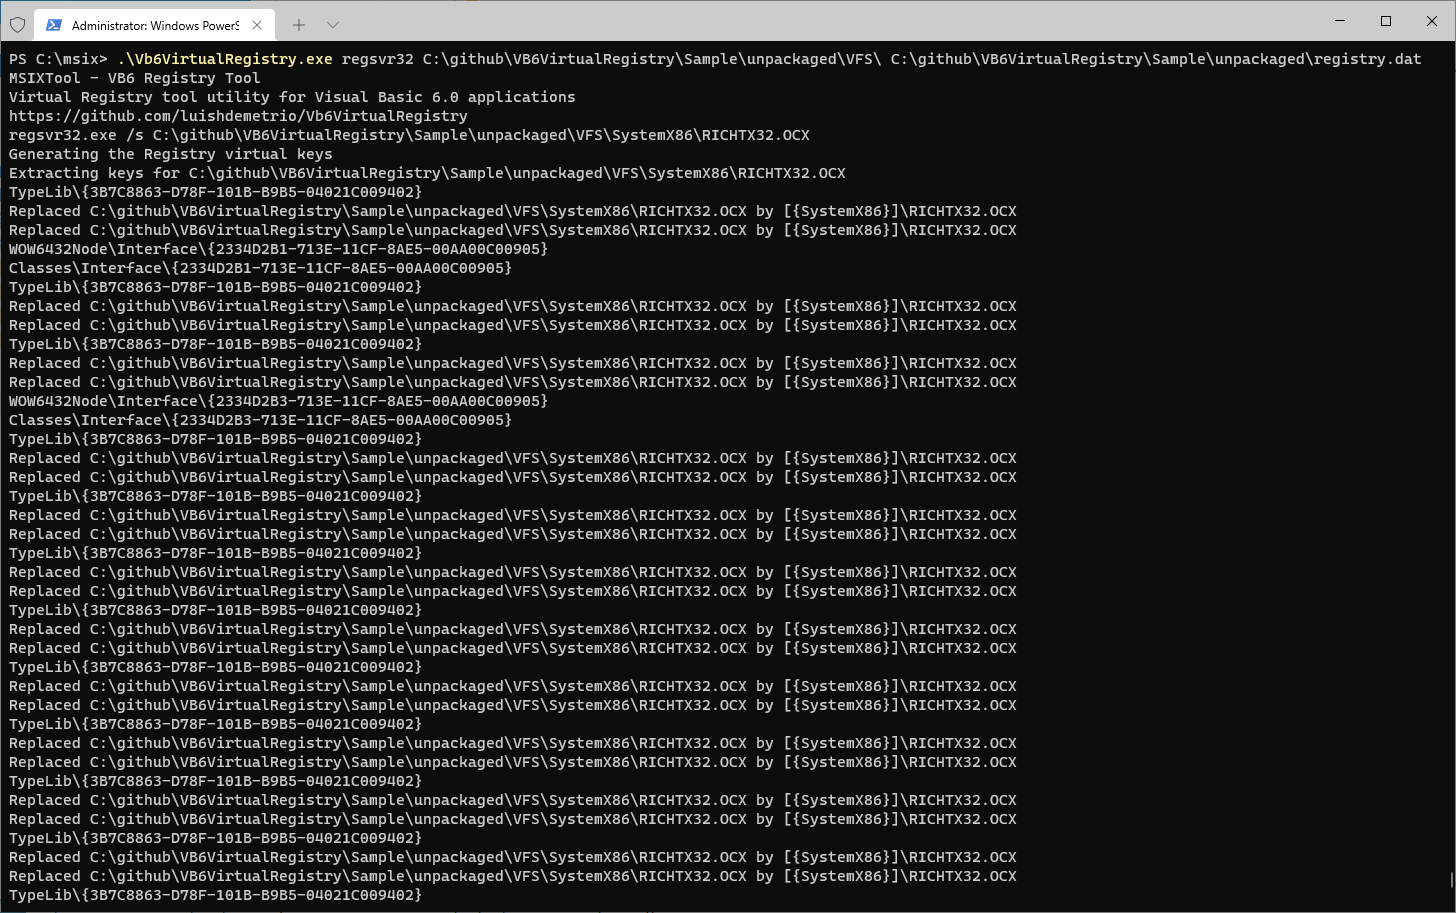 Administrator: Windows PowerS
PS C:\msix> .\Vb6VirtualRegistry.exe regsvr32 C:\github\VB6VirtualRegistry\Sample\unpackaged\VFS\ C:\github\VB6VirtualRegistry\Sample\unpackaged\registry.dat
MSIXTool - VB6 Registry Tool
Virtual Registry tool utility for Visual Basic 6.0 applications
https://github.com/luishdemetrio/Vb6VirtualRegistry
regsvr32.exe /s C:\github\VB6VirtualRegistry\Sample\unpackaged\VFS\SystemX86\RICHTX32.OCX
Generating the Registry virtual keys
Extracting keys for C:\github\VB6VirtualRegistry\Sample\unpackaged\VFS\SystemX86\RICHTX32.OCX
TypeLib\{3B7C8863-D78F-101B-B9B5-04021C009402}
Replaced C:\github\VB6VirtualRegistry\Sample\unpackaged\VFS\SystemX86\RICHTX32.OCX by [{SystemX86}]\RICHTX32.OCX
Replaced C:\github\VB6VirtualRegistry\Sample\unpackaged\VFS\SystemX86\RICHTX32.OCX by [{SystemX86}]\RICHTX32.OCX
WOW6432Node\Interface\{2334D2B1-713E-11CF-8AE5-00AA00C00905}
Classes\Interface\{2334D2B1-713E-11CF-8AE5-00AA00C00905}
TypeLib\{3B7C8863-D78F-101B-B9B5-04021C009402}
Replaced C:\github\VB6VirtualRegistry\Sample\unpackaged\VFS\SystemX86\RICHTX32.OCX by [{SystemX86}]\RICHTX32.OCX
Replaced C:\github\VB6VirtualRegistry\Sample\unpackaged\VFS\SystemX86\RICHTX32.OCX by [{SystemX86}]\RICHTX32.OCX
TypeLib\{3B7C8863-D78F-101B-B9B5-04021C009402}
Replaced C:\github\VB6VirtualRegistry\Sample\unpackaged\VFS\SystemX86\RICHTX32.OCX by [{SystemX86}]\RICHTX32.OCX
Replaced C:\github\VB6VirtualRegistry\Sample\unpackaged\VFS\SystemX86\RICHTX32.OCX by [{SystemX86}]\RICHTX32.OCX
WOW6432Node\Interface\{2334D2B3-713E-11CF-8AE5-00AA00C00905}
Classes\Interface\{2334D2B3-713E-11CF-8AE5-00AA00C00905}
TypeLib\{3B7C8863-D78F-101B-B9B5-04021C009402}
Replaced C:\github\VB6VirtualRegistry\Sample\unpackaged\VFS\SystemX86\RICHTX32.OCX by [{SystemX86}]\RICHTX32.OCX
Replaced C:\github\VB6VirtualRegistry\Sample\unpackaged\VFS\SystemX86\RICHTX32.OCX by [{SystemX86}]\RICHTX32.OCX
TypeLib\{3B7C8863-D78F-101B-B9B5-04021C009402}
Replaced C:\github\VB6VirtualRegistry\Sample\unpackaged\VFS\SystemX86\RICHTX32.OCX by [{SystemX86}]\RICHTX32.OCX
Replaced C:\github\VB6VirtualRegistry\Sample\unpackaged\VFS\SystemX86\RICHTX32.OCX by [{SystemX86}]\RICHTX32.OCX
TypeLib\{3B7C8863-D78F-101B-B9B5-04021C009402}
Replaced C:\github\VB6VirtualRegistry\Sample\unpackaged\VFS\SystemX86\RICHTX32.OCX by [{SystemX86}]\RICHTX32.OCX
Replaced C:\github\VB6VirtualRegistry\Sample\unpackaged\VFS\SystemX86\RICHTX32.OCX by [{SystemX86}]\RICHTX32.OCX
TypeLib\{3B7C8863-D78F-101B-B9B5-04021C009402}
Replaced C:\github\VB6VirtualRegistry\Sample\unpackaged\VFS\SystemX86\RICHTX32.OCX by [{SystemX86}]\RICHTX32.OCX
Replaced C:\github\VB6VirtualRegistry\Sample\unpackaged\VFS\SystemX86\RICHTX32.OCX by [{SystemX86}]\RICHTX32.OCX
TypeLib\{3B7C8863-D78F-101B-B9B5-04021C009402}
Replaced C:\github\VB6VirtualRegistry\Sample\unpackaged\VFS\SystemX86\RICHTX32.OCX by [{SystemX86}]\RICHTX32.OCX
Replaced C:\github\VB6VirtualRegistry\Sample\unpackaged\VFS\SystemX86\RICHTX32.OCX by [{SystemX86}]\RICHTX32.OCX
TypeLib\{3B7C8863-D78F-101B-B9B5-04021C009402}
Replaced C:\github\VB6VirtualRegistry\Sample\unpackaged\VFS\SystemX86\RICHTX32.OCX by [{SystemX86}]\RICHTX32.OCX
Replaced C:\github\VB6VirtualRegistry\Sample\unpackaged\VFS\SystemX86\RICHTX32.OCX by [{SystemX86}]\RICHTX32.OCX
TypeLib\{3B7C8863-D78F-101B-B9B5-04021C009402}
Replaced C:\github\VB6VirtualRegistry\Sample\unpackaged\VFS\SystemX86\RICHTX32.OCX by [{SystemX86}]\RICHTX32.OCX
Replaced C:\github\VB6VirtualRegistry\Sample\unpackaged\VFS\SystemX86\RICHTX32.OCX by [{SystemX86}]\RICHTX32.OCX
TypeLib\{3B7C8863-D78F-101B-B9B5-04021C009402}
Replaced C:\github\VB6VirtualRegistry\Sample\unpackaged\VFS\SystemX86\RICHTX32.OCX by [{SystemX86}]\RICHTX32.OCX
Replaced C:\github\VB6VirtualRegistry\Sample\unpackaged\VFS\SystemX86\RICHTX32.OCX by [{SystemX86}]\RICHTX32.OCX
TypeLib\{3B7C8863-D78F-101B-B9B5-04021C009402}